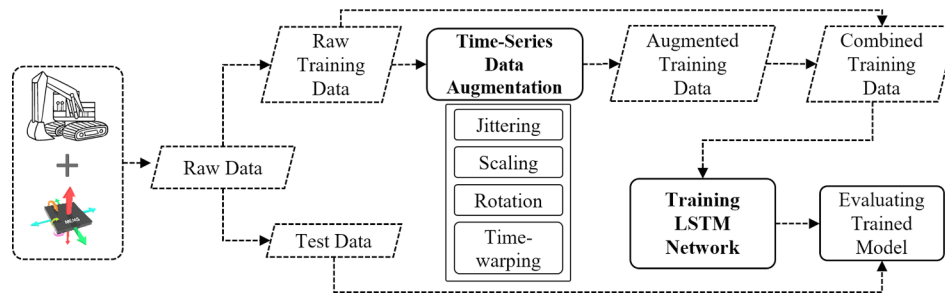 Raw
Training
Data
Time-Series
Data
Augmentation
Augmented
Training
Data
Combined
Training
Data
Jittering
Scaling
Rotation
Time-
warping
+
MEMS
Raw Data
Test Data
Training
LSTM
Network
Evaluating
Trained
Model